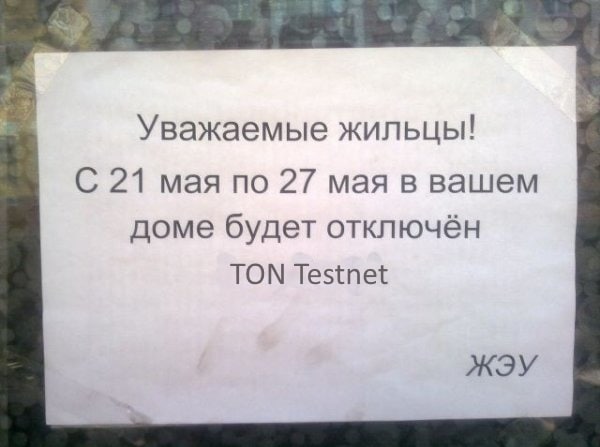 Уважаемые жильцы!
С 21 мая по 27 мая в вашем
доме будет отключён
TON Testnet
ЖЭУ